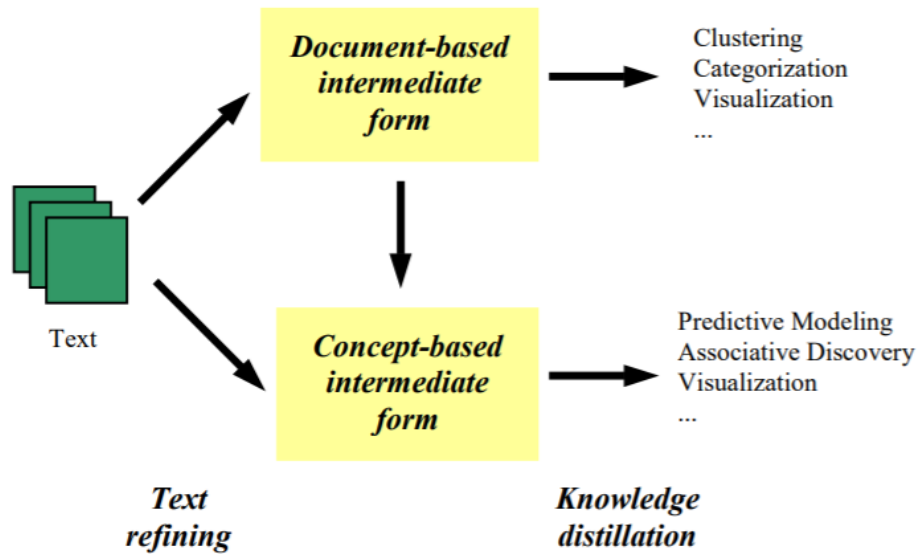 Document-based
intermediate
form
Clustering
Categorization
Visualization
...
Text
Concept-based
intermediate
form
Predictive Modeling
Associative Discovery
Visualization
...
Text
refining
Knowledge
distillation